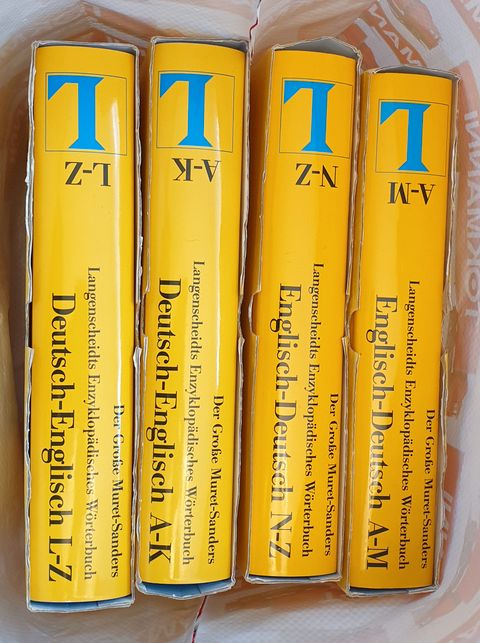 L
L-Z
Der Große Muret-Sanders
Langenscheidts Enzyklopädisches Wörterbuch
Deutsch-Englisch L-Z
L
A-K
Der Große Muret-Sanders
Langenscheidts Enzyklopädisches Wörterbuch
Deutsch-Englisch A-K
L
N-Z
Der Große Muret-Sanders
Langenscheidts Enzyklopädisches Wörterbuch
Englisch-Deutsch N-Z
L
A-M
Der Große Muret-Sanders
Langenscheidts Enzyklopädisches Wörterbuch
Englisch-Deutsch A-M